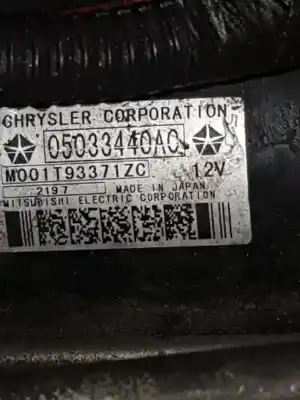 CHRYSLER CORPORATION
05033440AC
M001T93371ZC 12V
2197 MADE IN JAPAN
MITSUBISHI ELECTRIC CORPORATION